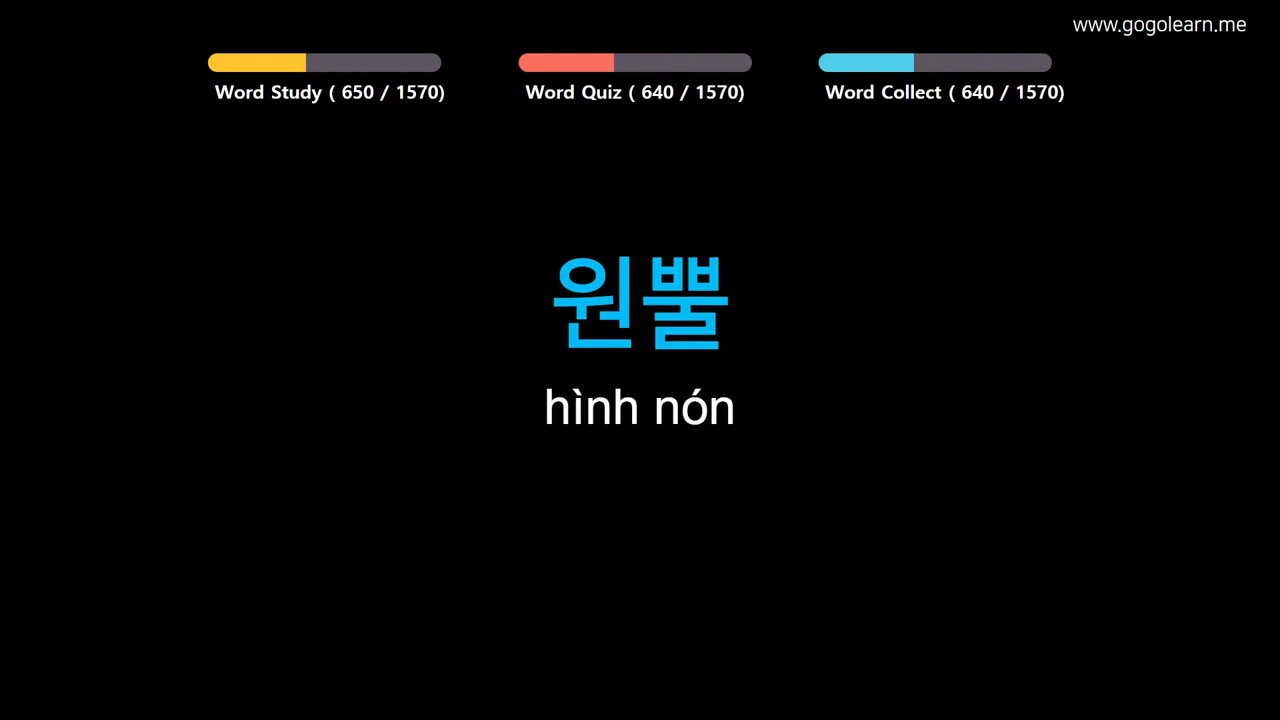 www.gogolearn.me
Word Study ( 650 / 1570)
Word Quiz ( 640 / 1570)
Word Collect ( 640 / 1570)
원뿔
hình nón